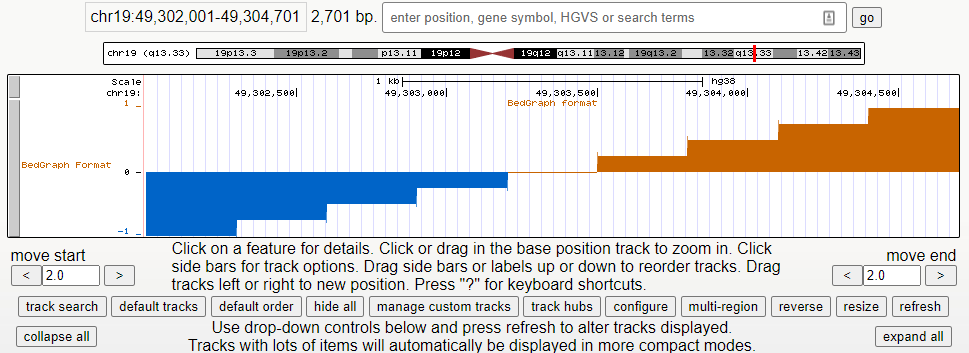 chr19:49,302,001-49,304,701 2,701 bp. enter position, gene symbol, HGVS or search terms go
chr19 (q13.33) 19p13.3 19p13.2 p13.11 19p12 19q12 q13.11 13.12 19q13.2 13.32 q13.33 13.42 13.43
Scale 1 kb hg38
chr19: 49,302,500 49,303,000 49,303,500 49,304,000 49,304,500
1 BedGraph Format
BedGraph Format
0
-1
move start
< 2.0 >
Click on a feature for details. Click or drag in the base position track to zoom in. Click
side bars for track options. Drag side bars or labels up or down to reorder tracks. Drag
tracks left or right to new position. Press "?" for keyboard shortcuts.
move end
< 2.0 >
track search default tracks default order hide all manage custom tracks track hubs configure multi-region reverse resize refresh
collapse all
Use drop-down controls below and press refresh to alter tracks displayed.
Tracks with lots of items will automatically be displayed in more compact modes.
expand all